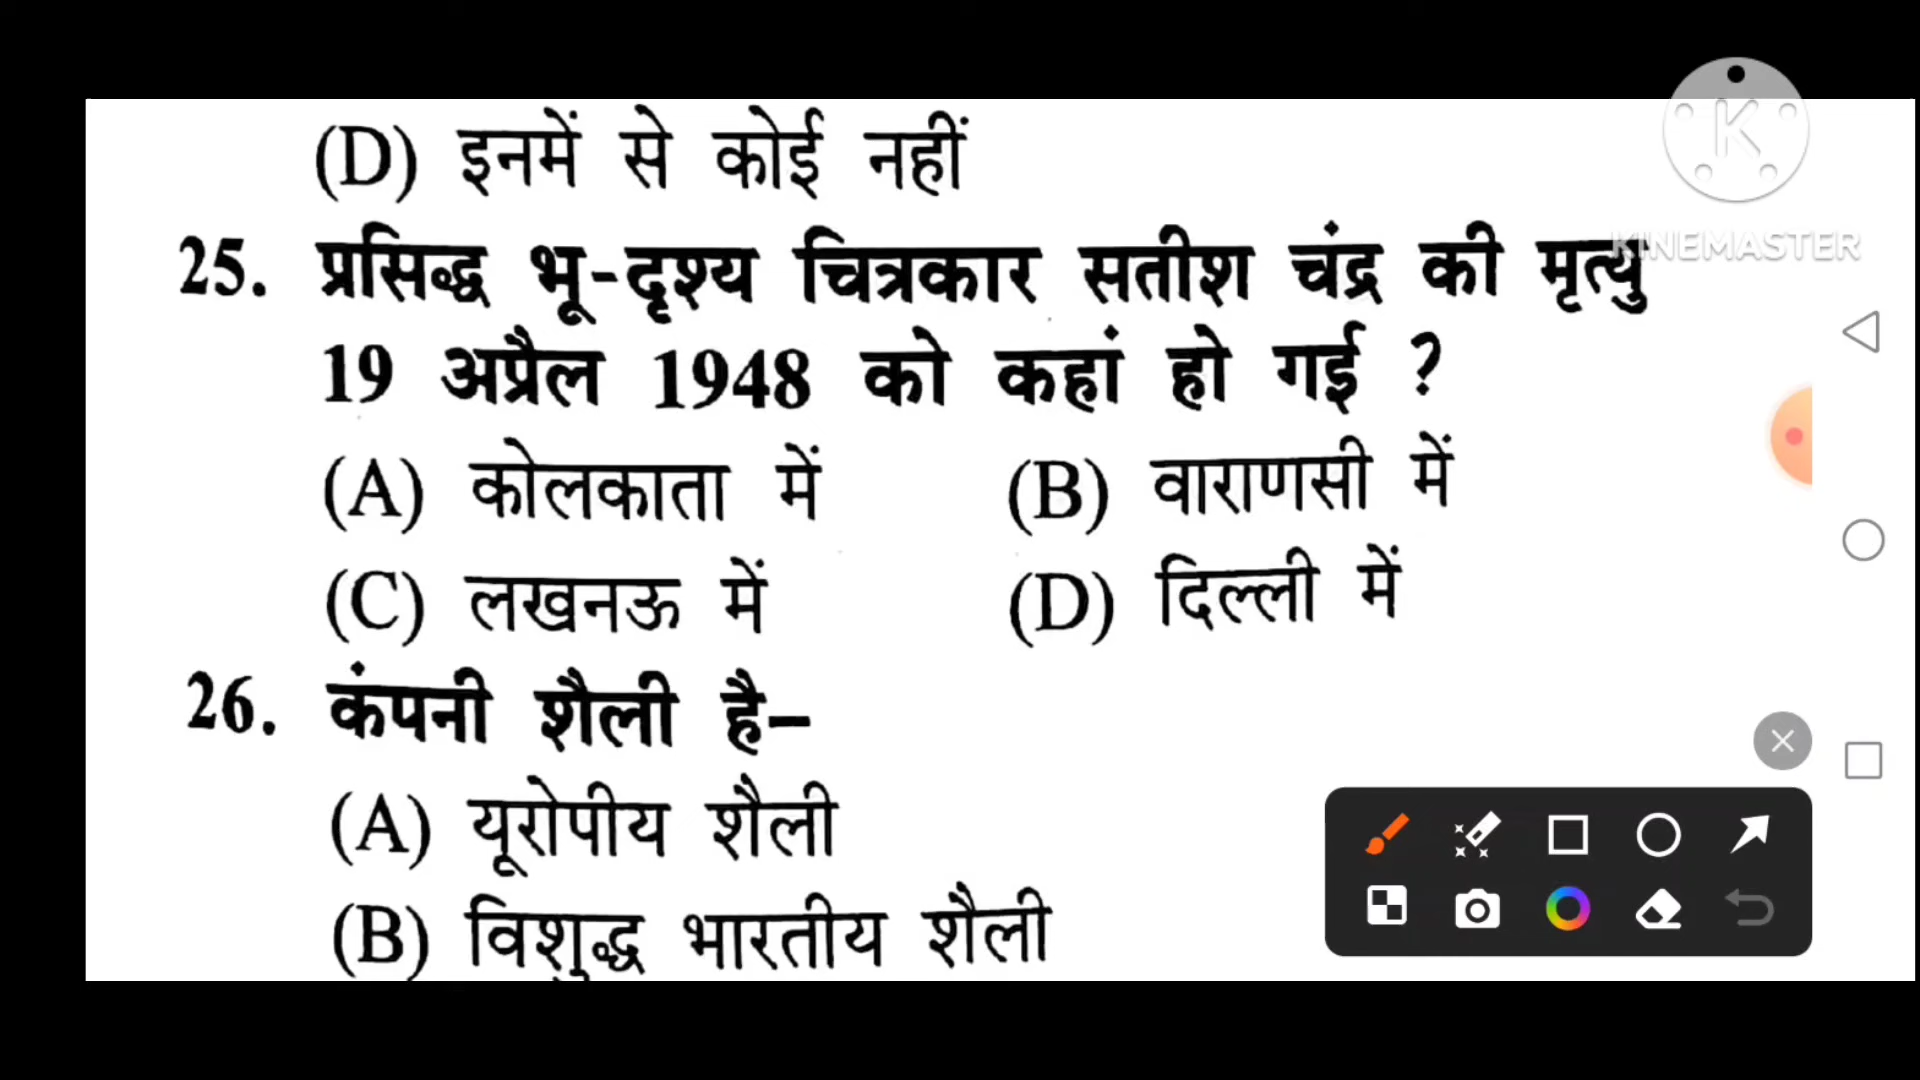 (D) इनमें से कोई नहीं
K
KINEMASTER
25. प्रसिद्ध भू-दृश्य चित्रकार सतीश चंद्र की मृत्यु
19 अप्रैल 1948 को कहां हो गई ?
(A) कोलकाता में (B) वाराणसी में
(C) लखनऊ में (D) दिल्ली में
26. कंपनी शैली है–
(A) यूरोपीय शैली
(B) विशुद्ध भारतीय शैली